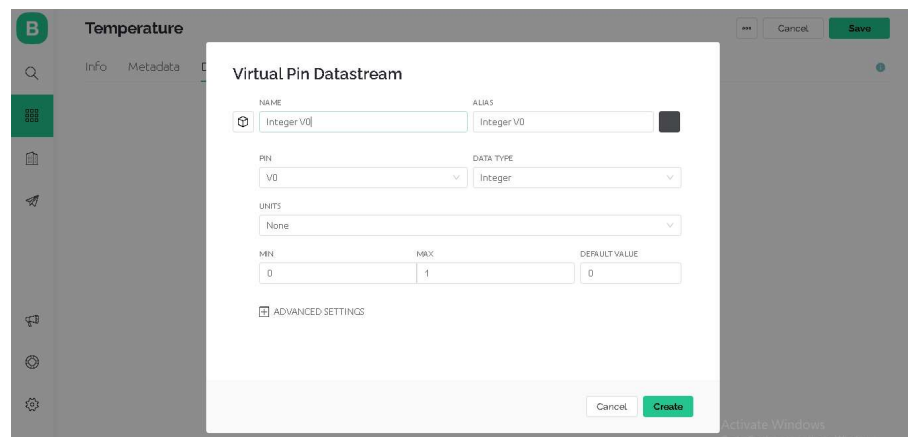 B
Temperature
Cancel
Save
Info
Metadata
D
Virtual Pin Datastream
NAME
ALIAS
Integer V0
Integer V0
PIN
DATA TYPE
V0
Integer
UNITS
None
MIN
MAX
DEFAULT VALUE
0
1
0
ADVANCED SETTINGS
Cancel
Create
Activate Windows